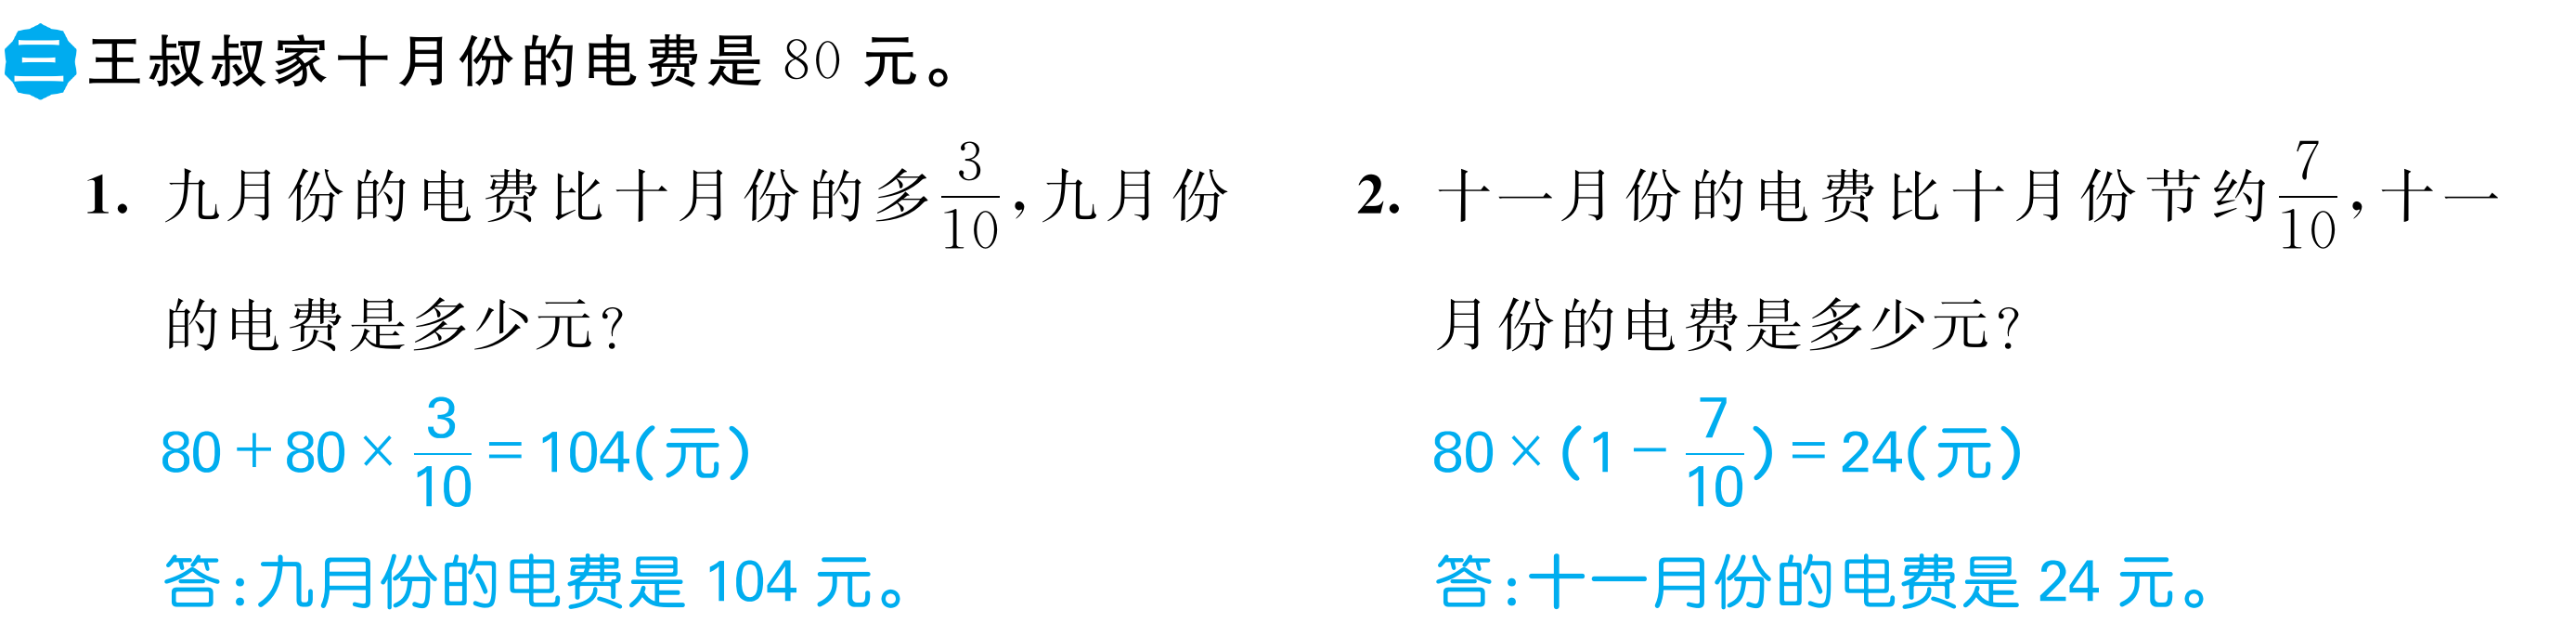 三 王叔叔家十月份的电费是 80 元。
1. 九月份的电费比十月份的多3/10,九月份
的电费是多少元?
80 + 80 × 3/10 = 104(元)
答:九月份的电费是 104 元。
2. 十一月份的电费比十月份节约7/10,十一
月份的电费是多少元?
80 × (1 − 7/10) = 24(元)
答:十一月份的电费是 24 元。